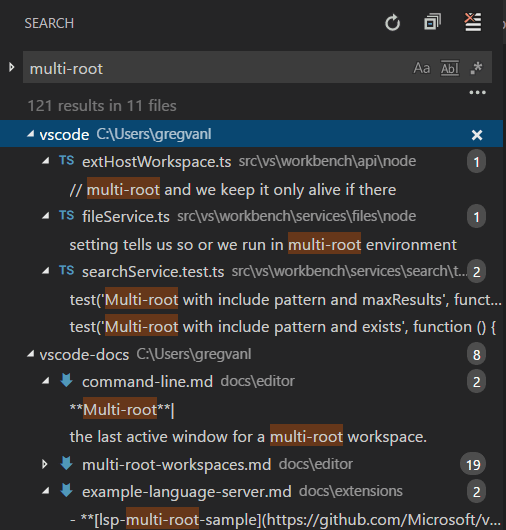 SEARCH
multi-root
Aa Abl .*
121 results in 11 files
...
vscode C:\Users\gregvanl
TS extHostWorkspace.ts src\vs\workbench\api\node 1
// multi-root and we keep it only alive if there
TS fileService.ts src\vs\workbench\services\files\node 1
setting tells us so or we run in multi-root environment
TS searchService.test.ts src\vs\workbench\services\search\t... 2
test('Multi-root with include pattern and maxResults', funct...
test('Multi-root with include pattern and exists', function () {
vscode-docs C:\Users\gregvanl 8
command-line.md docs\editor 2
**Multi-root**|
the last active window for a multi-root workspace.
multi-root-workspaces.md docs\editor 19
example-language-server.md docs\extensions 2
- **[lsp-multi-root-sample](https://github.com/Microsoft/v...